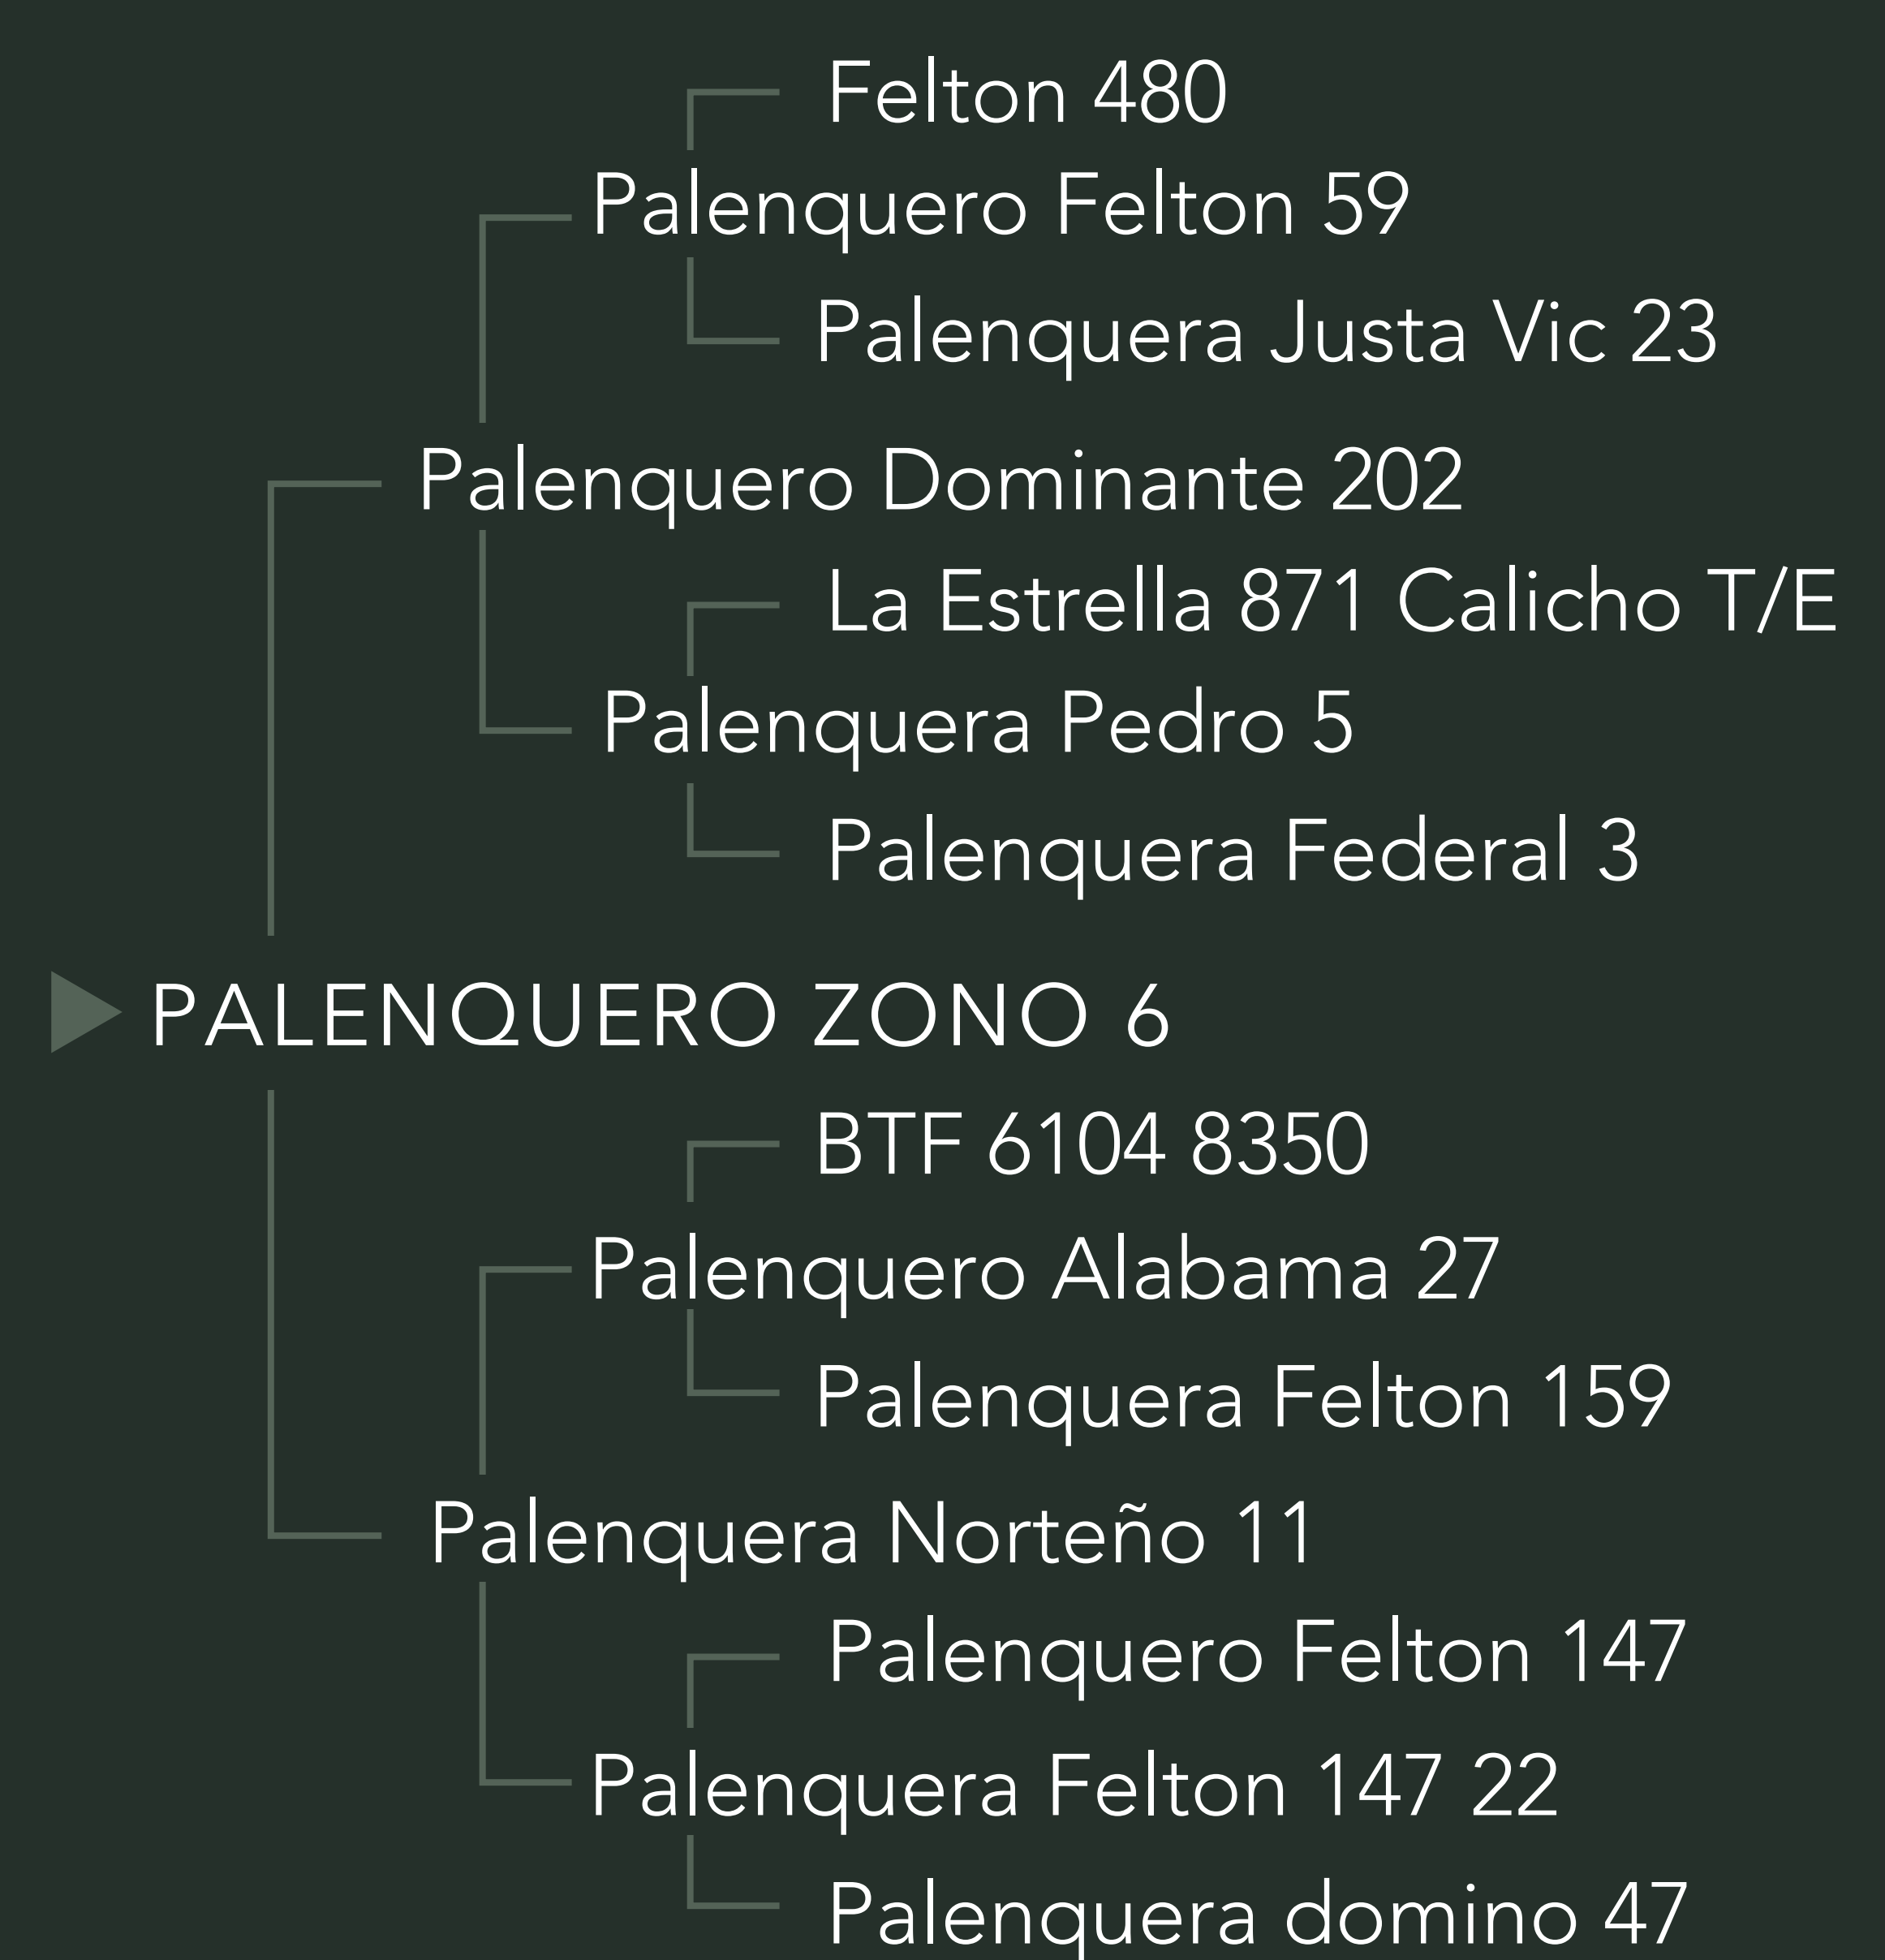 Felton 480
Palenquero Felton 59
Palenquera Justa Vic 23
Palenquero Dominante 202
La Estrella 871 Calicho T/E
Palenquera Pedro 5
Palenquera Federal 3
PALENQUERO ZONO 6
BTF 6104 8350
Palenquero Alabama 27
Palenquera Felton 159
Palenquera Norteño 11
Palenquero Felton 147
Palenquera Felton 147 22
Palenquera domino 47